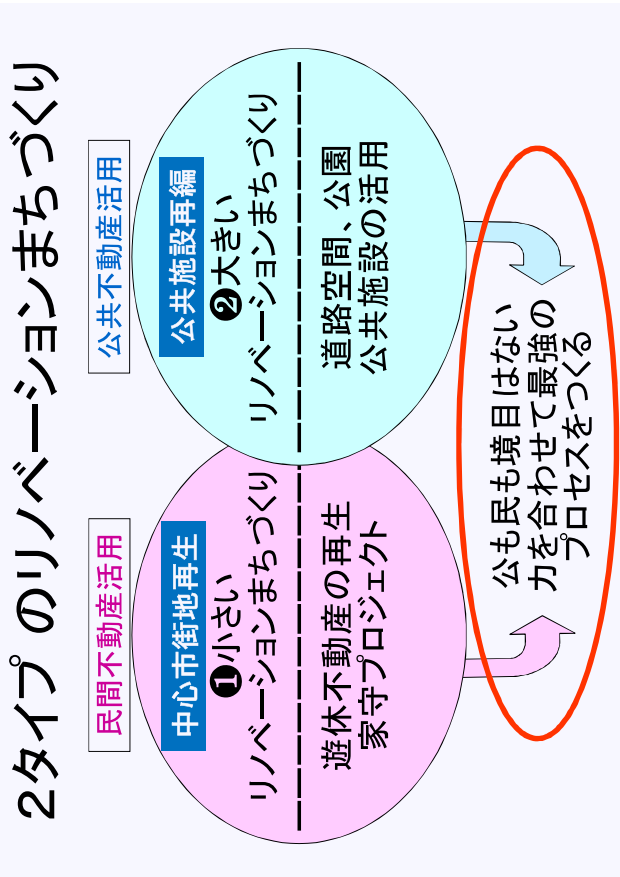 2タイプのリノベーションまちづくり
民間不動産活用
中心市街地再生
❶小さい
リノベーションまちづくり
遊休不動産の再生
家守プロジェクト
公共不動産活用
公共施設再編
❷大きい
リノベーションまちづくり
道路空間、公園
公共施設の活用
公も民も境目はない
力を合わせて最強の
プロセスをつくる